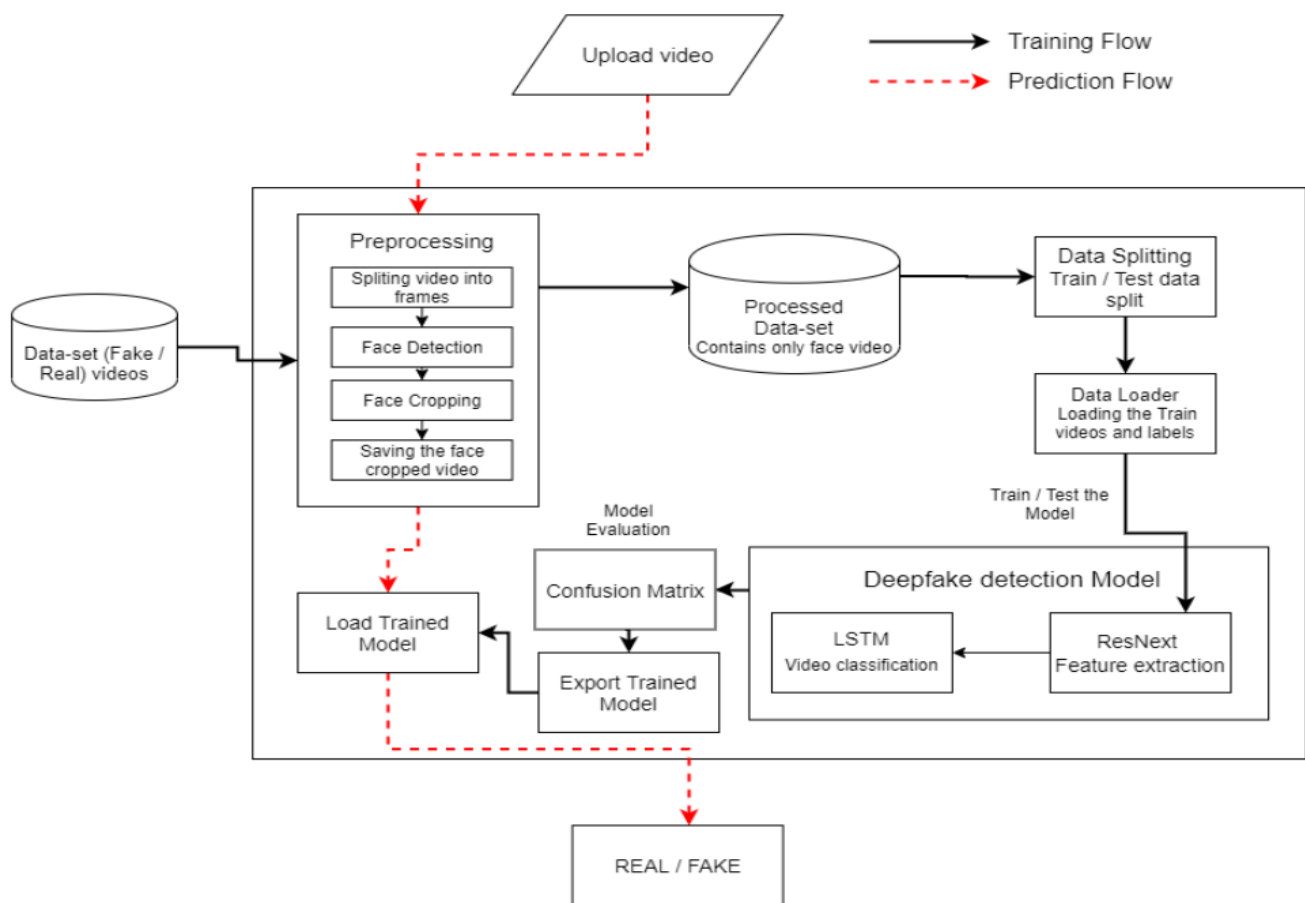 Upload video
Training Flow
Prediction Flow
Preprocessing
Spliting video into
frames
Face Detection
Face Cropping
Saving the face
cropped video
Data-set (Fake /
Real) videos
Processed
Data-set
Contains only face video
Data Splitting
Train / Test data
split
Data Loader
Loading the Train
videos and labels
Train / Test the
Model
Deepfake detection Model
ResNext
Feature extraction
LSTM
Video classification
Model
Evaluation
Confusion Matrix
Export Trained
Model
Load Trained
Model
REAL / FAKE